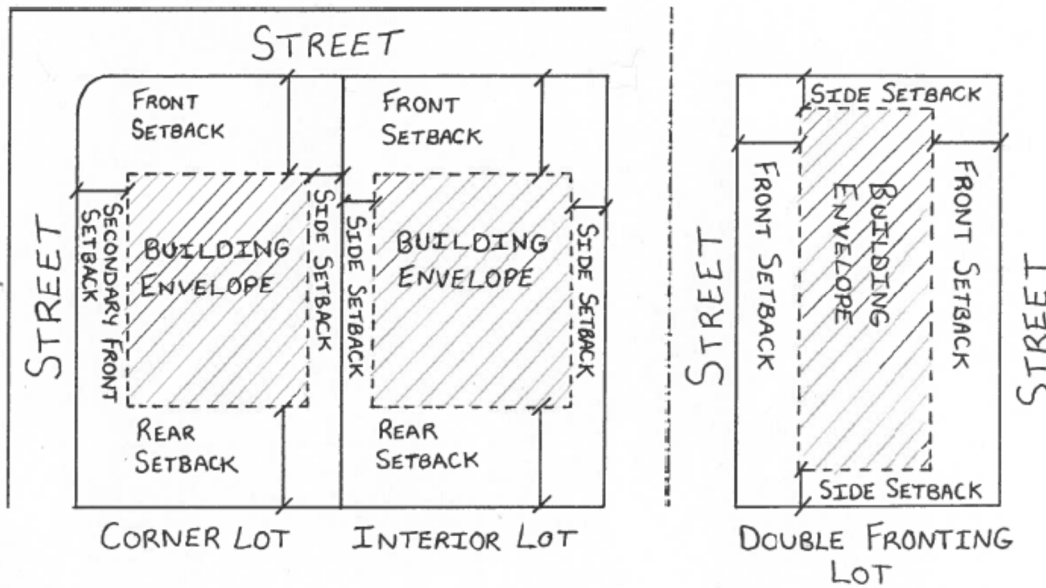 STREET
FRONT
SETBACK
FRONT
SETBACK
SIDE SETBACK
STREET
SECONDARY FRONT
SETBACK
BUILDING
ENVELOPE
SIDE SETBACK
SIDE SETBACK
BUILDING
ENVELOPE
SIDE SETBACK
STREET
FRONT SETBACK
BUILDING
ENVELOPE
FRONT SETBACK
STREET
REAR
SETBACK
REAR
SETBACK
SIDE SETBACK
CORNER LOT
INTERIOR LOT
DOUBLE FRONTING
LOT